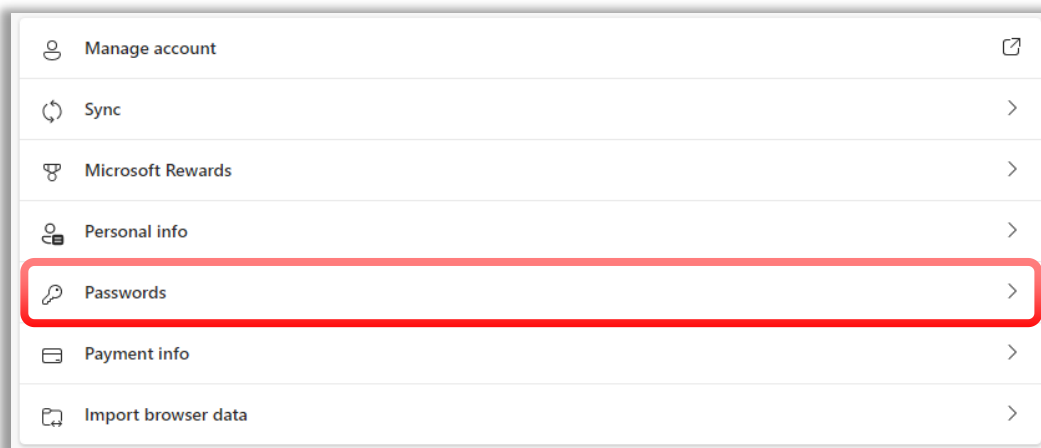 Manage account
Sync
Microsoft Rewards
Personal info
Passwords
Payment info
Import browser data